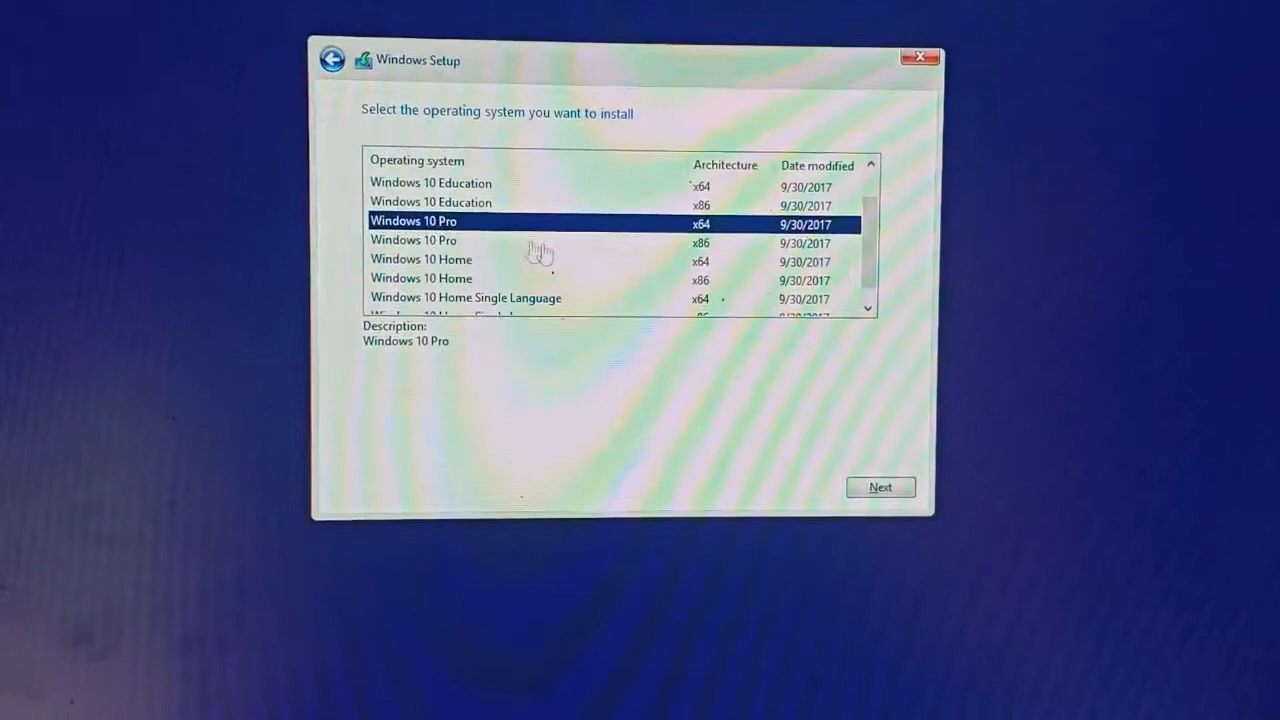 Windows Setup
Select the operating system you want to install
Operating system Architecture Date modified
Windows 10 Education x64 9/30/2017
Windows 10 Education x86 9/30/2017
Windows 10 Pro x64 9/30/2017
Windows 10 Pro x86 9/30/2017
Windows 10 Home x64 9/30/2017
Windows 10 Home x86 9/30/2017
Windows 10 Home Single Language x64 9/30/2017
Description:
Windows 10 Pro
Next